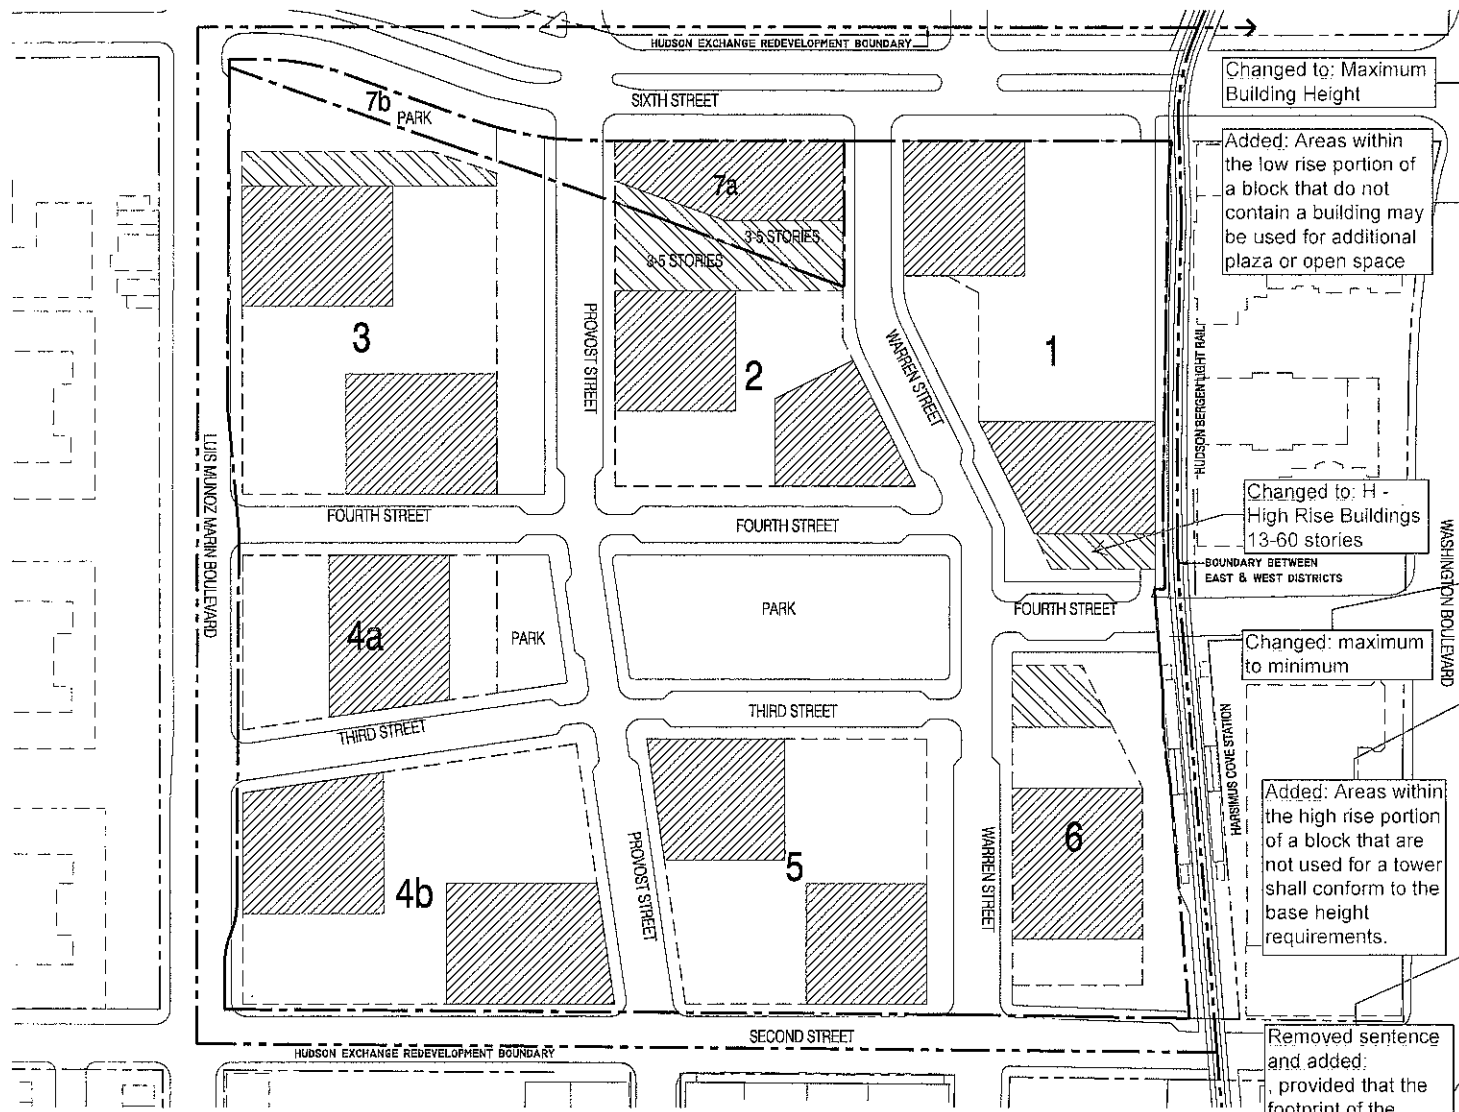 HUDSON EXCHANGE REDEVELOPMENT BOUNDARY
Changed to: Maximum
Building Height
7b
PARK
SIXTH STREET
Added: Areas within
the low rise portion of
a block that do not
contain a building may
be used for additional
plaza or open space
7a
3-5 STORIES
3-5 STORIES
3
PROVOST STREET
2
WARREN STREET
1
HUDSON BERGEN LIGHT RAIL
LUIS MUNOZ MARIN BOULEVARD
FOURTH STREET
FOURTH STREET
Changed to: H -
High Rise Buildings
13-60 stories
WASHINGTON BOULEVARD
BOUNDARY BETWEEN
EAST & WEST DISTRICTS
4a
PARK
PARK
FOURTH STREET
Changed: maximum
to minimum
THIRD STREET
THIRD STREET
HARSIMUS COVE STATION
Added: Areas within
the high rise portion
of a block that are
not used for a tower
shall conform to the
base height
requirements.
4b
PROVOST STREET
5
WARREN STREET
6
SECOND STREET
HUDSON EXCHANGE REDEVELOPMENT BOUNDARY
Removed sentence
and added:
, provided that the
footprint of the